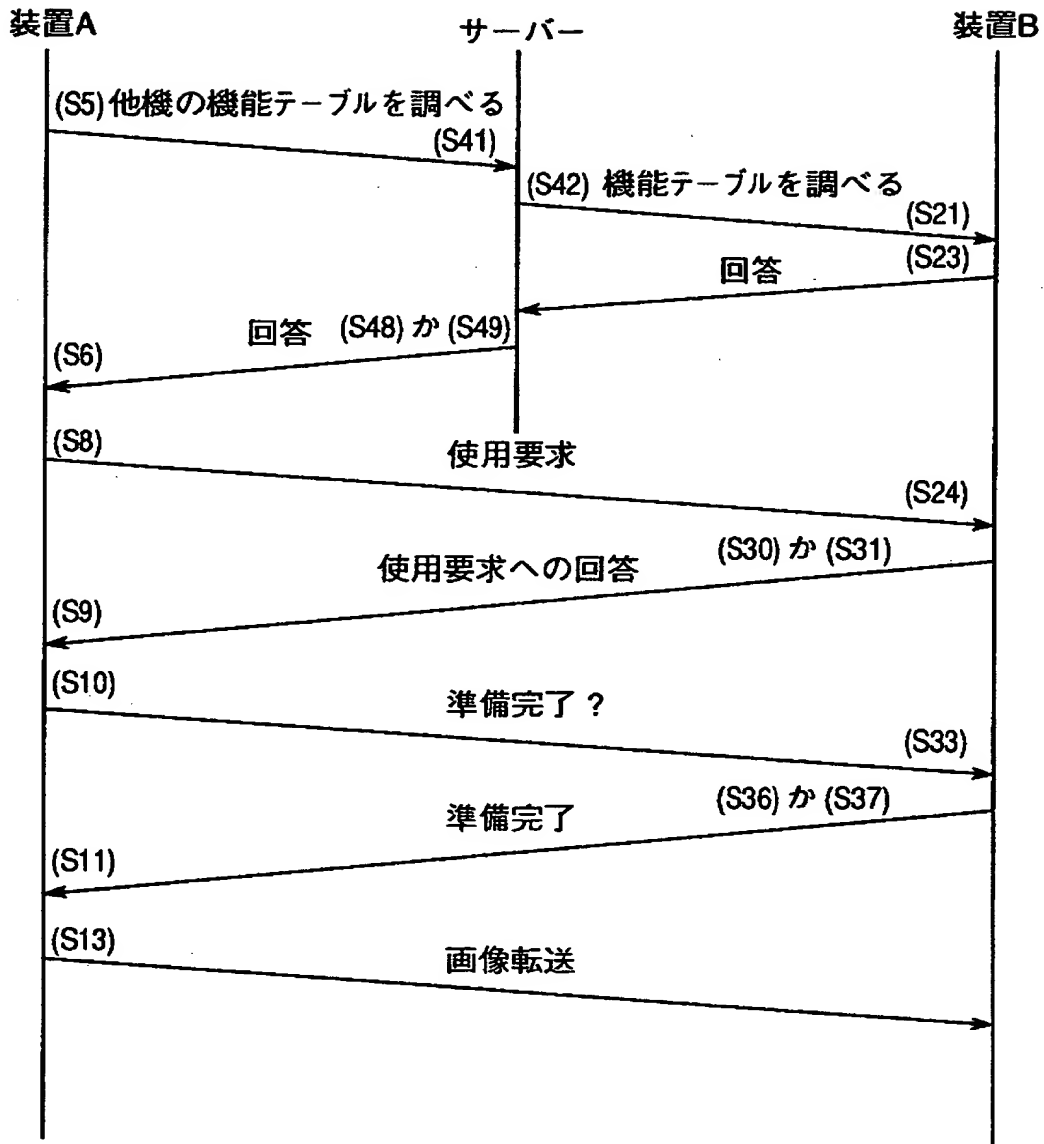 装置A
サーバー
装置B
(S5) 他機の機能テーブルを調べる
(S41)
(S42) 機能テーブルを調べる
(S21)
(S23)
回答
回答 (S48) か (S49)
(S6)
(S8)
使用要求
(S24)
(S30) か (S31)
使用要求への回答
(S9)
(S10)
準備完了？
(S33)
(S36) か (S37)
準備完了
(S11)
(S13)
画像転送